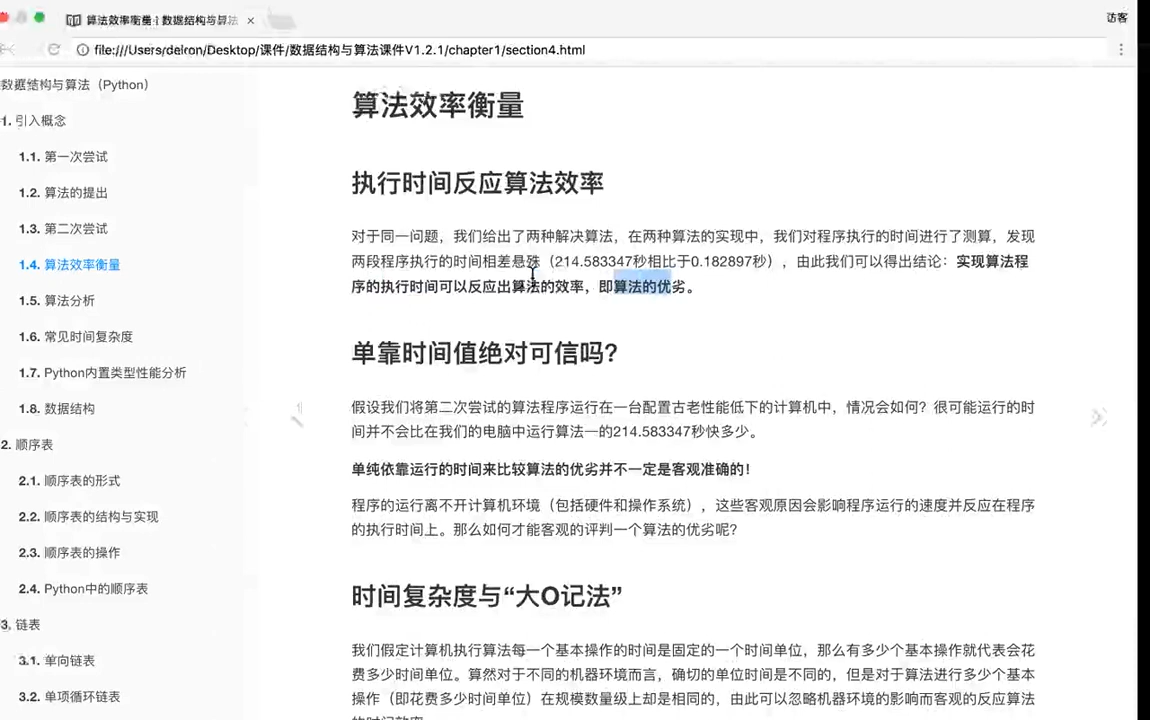 算法效率衡量 | 数据结构与算法
访客
file:///Users/delron/Desktop/课件/数据结构与算法课件V1.2.1/chapter1/section4.html
数据结构与算法（Python）
1. 引入概念
1.1. 第一次尝试
1.2. 算法的提出
1.3. 第二次尝试
1.4. 算法效率衡量
1.5. 算法分析
1.6. 常见时间复杂度
1.7. Python内置类型性能分析
1.8. 数据结构
2. 顺序表
2.1. 顺序表的形式
2.2. 顺序表的结构与实现
2.3. 顺序表的操作
2.4. Python中的顺序表
3. 链表
3.1. 单向链表
3.2. 单项循环链表
算法效率衡量
执行时间反应算法效率
对于同一问题，我们给出了两种解决算法，在两种算法的实现中，我们对程序执行的时间进行了测算，发现
两段程序执行的时间相差悬殊（214.583347秒相比于0.182897秒），由此我们可以得出结论：实现算法程
序的执行时间可以反应出算法的效率，即算法的优劣。
单靠时间值绝对可信吗？
假设我们将第二次尝试的算法程序运行在一台配置古老性能低下的计算机中，情况会如何？很可能运行的时
间并不会比在我们的电脑中运行算法一的214.583347秒快多少。
单纯依靠运行的时间来比较算法的优劣并不一定是客观准确的！
程序的运行离不开计算机环境（包括硬件和操作系统），这些客观原因会影响程序运行的速度并反应在程序
的执行时间上。那么如何才能客观的评判一个算法的优劣呢？
时间复杂度与“大O记法”
我们假定计算机执行算法每一个基本操作的时间是固定的一个时间单位，那么有多少个基本操作就代表会花
费多少时间单位。算然对于不同的机器环境而言，确切的单位时间是不同的，但是对于算法进行多少个基本
操作（即花费多少时间单位）在规模数量级上却是相同的，由此可以忽略机器环境的影响而客观的反应算法
的时间效率